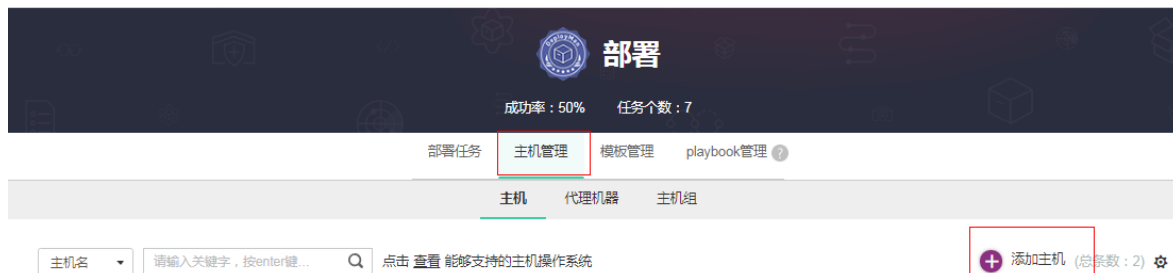 DeployMan 部署
成功率：50% 任务个数：7
部署任务 主机管理 模板管理 playbook管理 ?
主机 代理机器 主机组
主机名 请输入关键字，按enter键... 点击 查看 能够支持的主机操作系统 添加主机 (总条数：2)